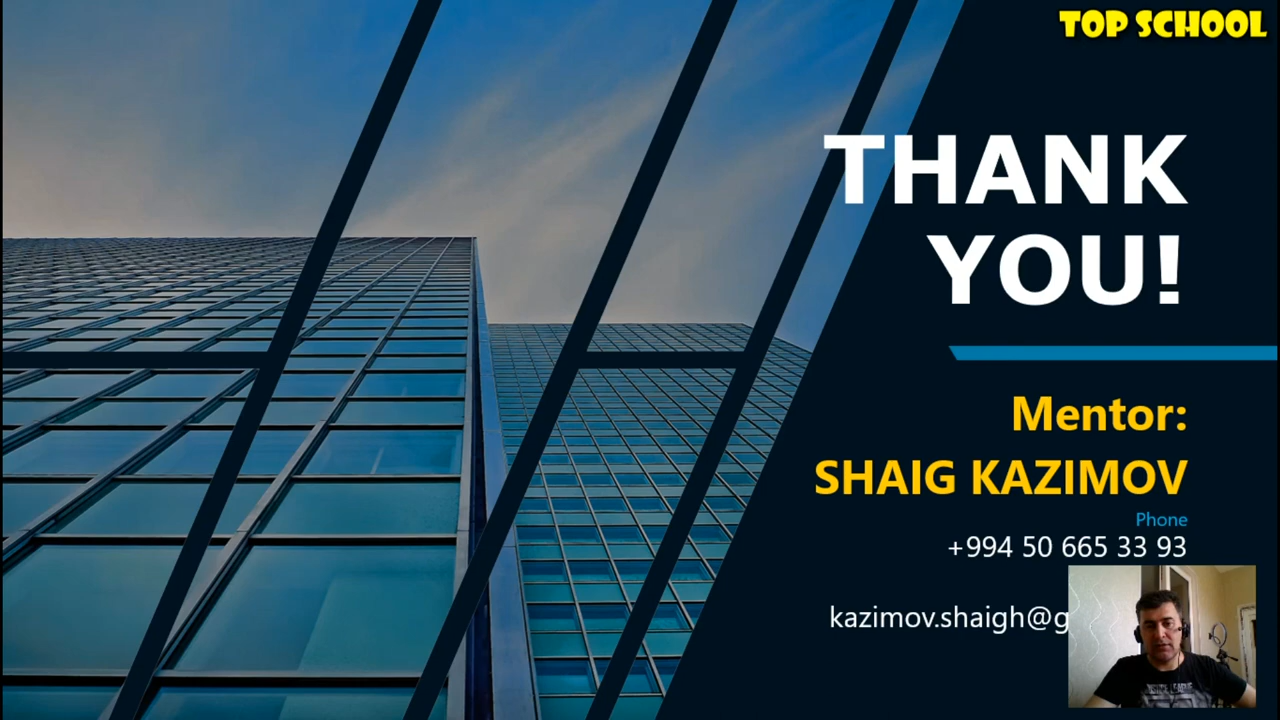 TOP SCHOOL
THANK
YOU!
Mentor:
SHAIG KAZIMOV
Phone
+994 50 665 33 93
kazimov.shaigh@g